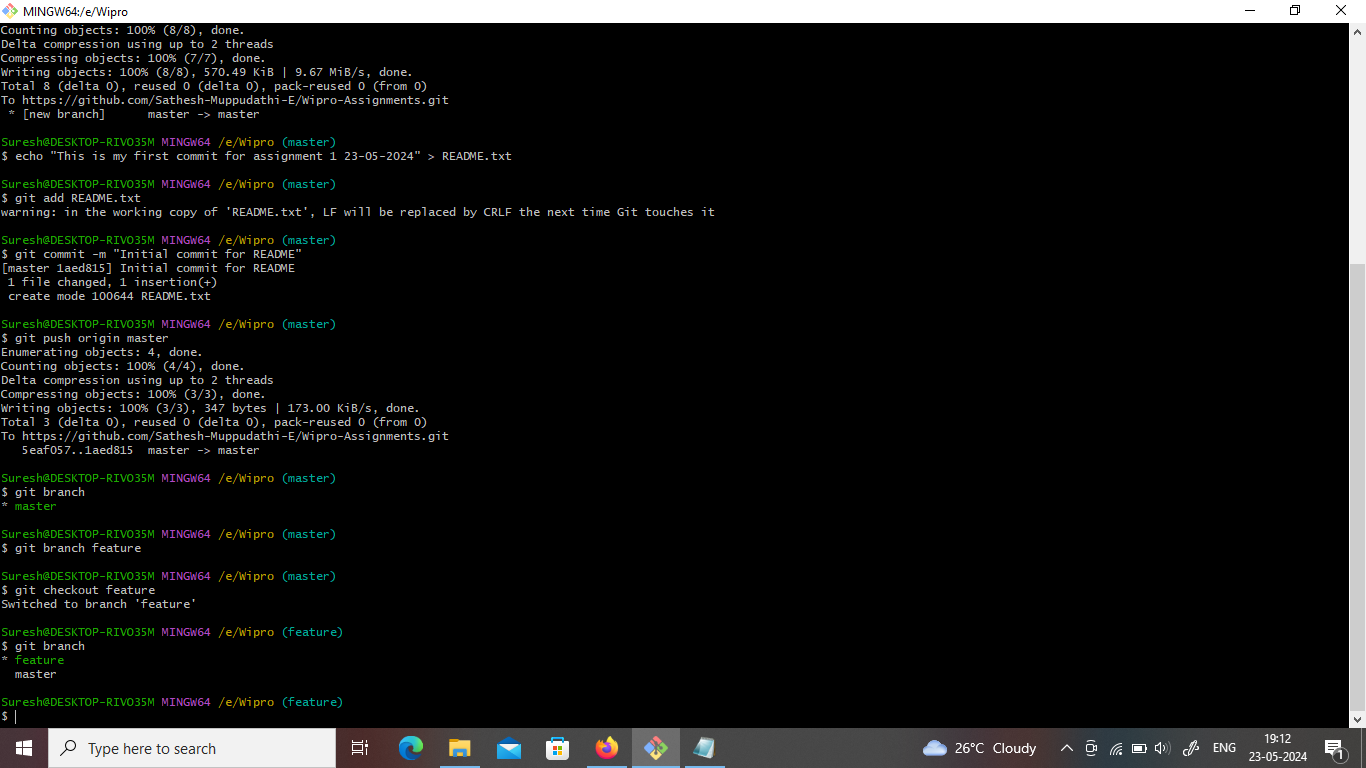 MINGW64:/e/Wipro
Counting objects: 100% (8/8), done.
Delta compression using up to 2 threads
Compressing objects: 100% (7/7), done.
Writing objects: 100% (8/8), 570.49 KiB | 9.67 MiB/s, done.
Total 8 (delta 0), reused 0 (delta 0), pack-reused 0 (from 0)
To https://github.com/Sathesh-Muppudathi-E/Wipro-Assignments.git
 * [new branch]      master -> master
Suresh@DESKTOP-RIVO35M MINGW64 /e/Wipro (master)
$ echo "This is my first commit for assignment 1 23-05-2024" > README.txt
Suresh@DESKTOP-RIVO35M MINGW64 /e/Wipro (master)
$ git add README.txt
warning: in the working copy of 'README.txt', LF will be replaced by CRLF the next time Git touches it
Suresh@DESKTOP-RIVO35M MINGW64 /e/Wipro (master)
$ git commit -m "Initial commit for README"
[master 1aed815] Initial commit for README
 1 file changed, 1 insertion(+)
 create mode 100644 README.txt
Suresh@DESKTOP-RIVO35M MINGW64 /e/Wipro (master)
$ git push origin master
Enumerating objects: 4, done.
Counting objects: 100% (4/4), done.
Delta compression using up to 2 threads
Compressing objects: 100% (3/3), done.
Writing objects: 100% (3/3), 347 bytes | 173.00 KiB/s, done.
Total 3 (delta 0), reused 0 (delta 0), pack-reused 0 (from 0)
To https://github.com/Sathesh-Muppudathi-E/Wipro-Assignments.git
   5eaf057..1aed815  master -> master
Suresh@DESKTOP-RIVO35M MINGW64 /e/Wipro (master)
$ git branch
* master
Suresh@DESKTOP-RIVO35M MINGW64 /e/Wipro (master)
$ git branch feature
Suresh@DESKTOP-RIVO35M MINGW64 /e/Wipro (master)
$ git checkout feature
Switched to branch 'feature'
Suresh@DESKTOP-RIVO35M MINGW64 /e/Wipro (feature)
$ git branch
* feature
  master
Suresh@DESKTOP-RIVO35M MINGW64 /e/Wipro (feature)
$
Type here to search
26°C Cloudy
ENG
19:12
23-05-2024
1